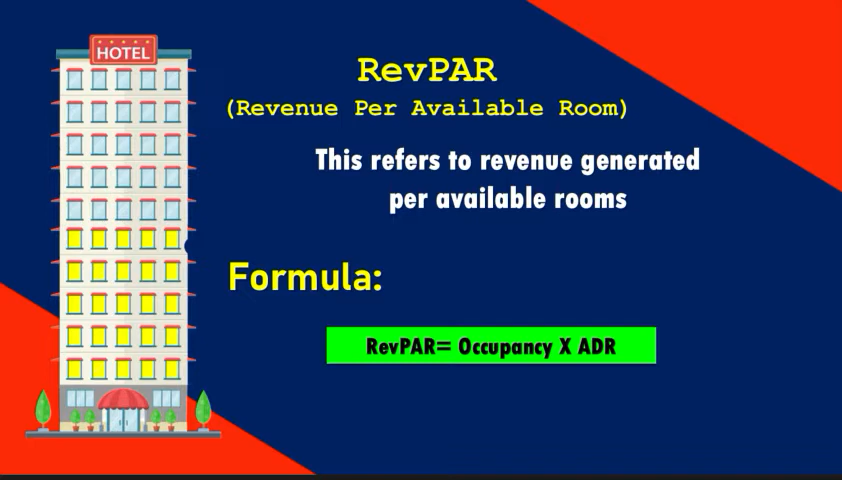 HOTEL
RevPAR
(Revenue Per Available Room)
This refers to revenue generated
per available rooms
Formula:
RevPAR= Occupancy X ADR